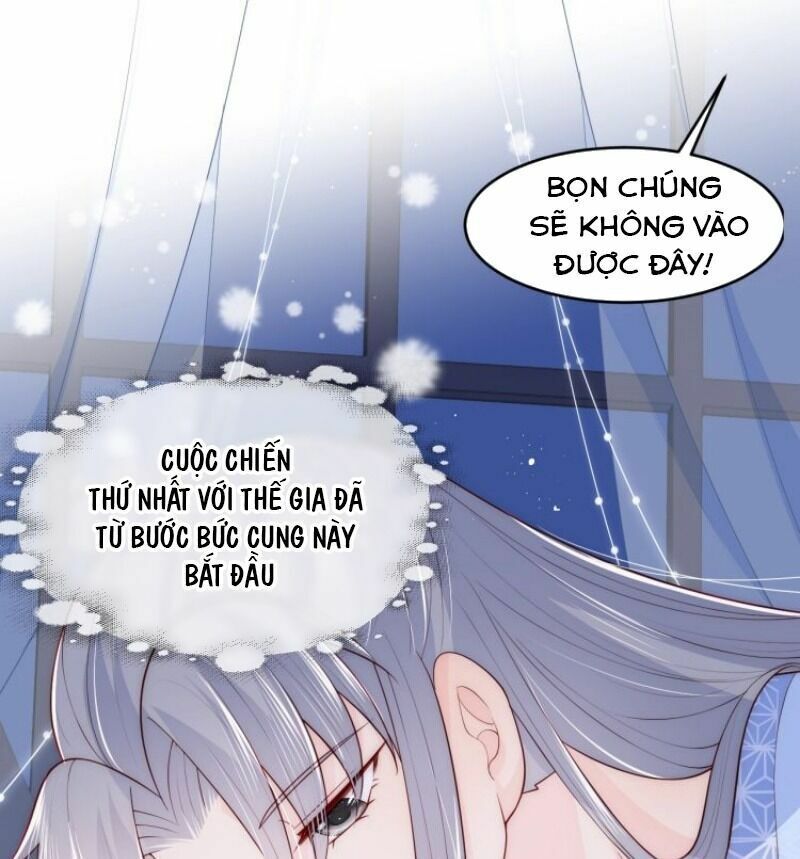 BỌN CHÚNG
SẼ KHÔNG VÀO
ĐƯỢC ĐÂY!
CUỘC CHIẾN
THỨ NHẤT VỚI THẾ GIA ĐÃ
TỪ BƯỚC BỨC CUNG NÀY
BẮT ĐẦU